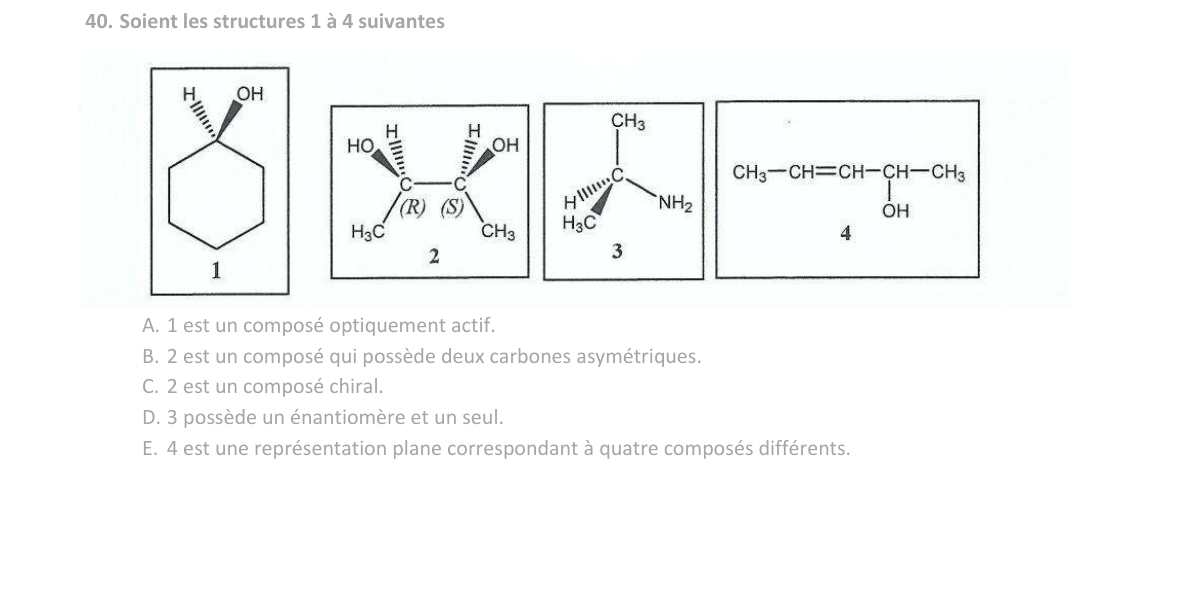 40. Soient les structures 1 à 4 suivantes
H OH
1
HO H H OH
C C
(R) (S)
H3C CH3
2
CH3
C
H NH2
H3C
3
CH3—CH=CH—CH—CH3
OH
4
A. 1 est un composé optiquement actif.
B. 2 est un composé qui possède deux carbones asymétriques.
C. 2 est un composé chiral.
D. 3 possède un énantiomère et un seul.
E. 4 est une représentation plane correspondant à quatre composés différents.